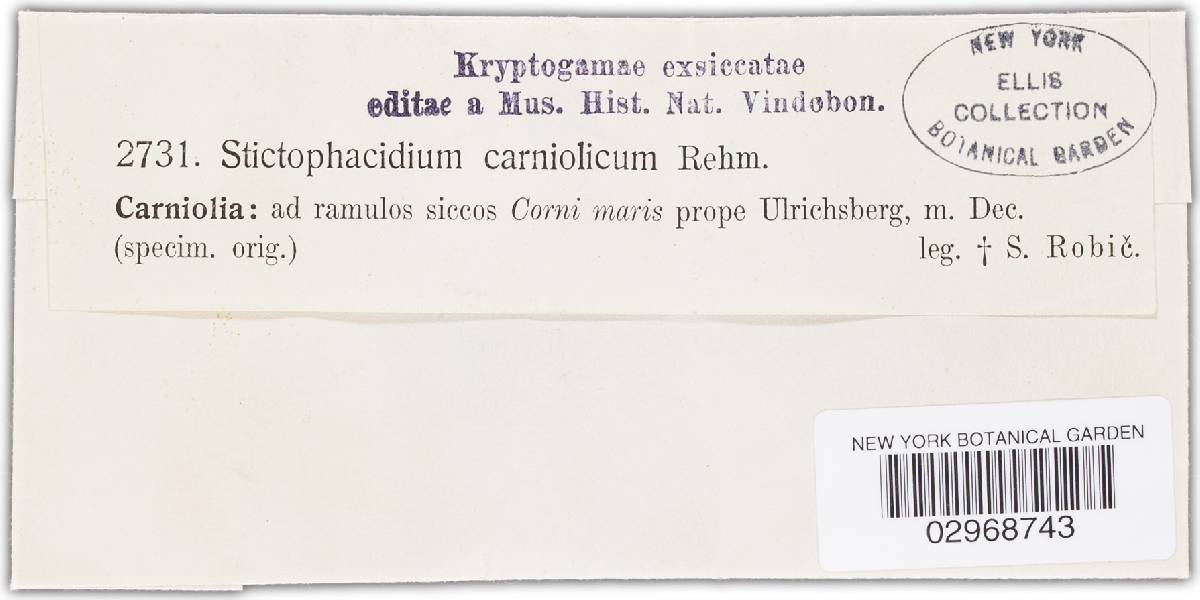 Kryptogamae exsiccatae
editae a Mus. Hist. Nat. Vindobon.
NEW YORK
ELLIS
COLLECTION
BOTANICAL GARDEN
2731. Stictophacidium carniolicum Rehm.
Carniolia: ad ramulos siccos Corni maris prope Ulrichsberg, m. Dec.
(specim. orig.) leg. † S. Robič.
NEW YORK BOTANICAL GARDEN
02968743